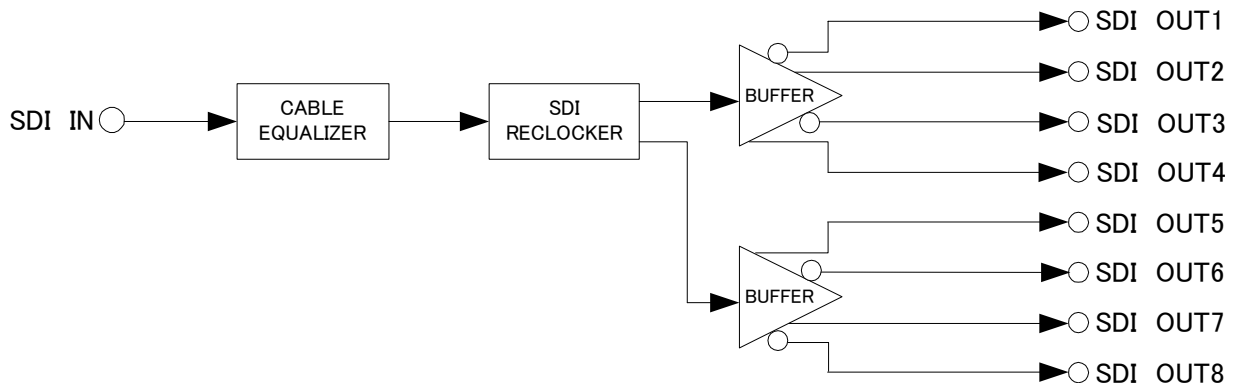 SDI IN
CABLE
EQUALIZER
SDI
RECLOCKER
BUFFER
SDI OUT1
SDI OUT2
SDI OUT3
SDI OUT4
BUFFER
SDI OUT5
SDI OUT6
SDI OUT7
SDI OUT8